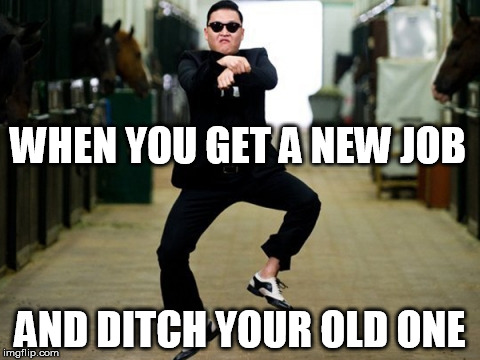 WHEN YOU GET A NEW JOB
AND DITCH YOUR OLD ONE
imgflip.com